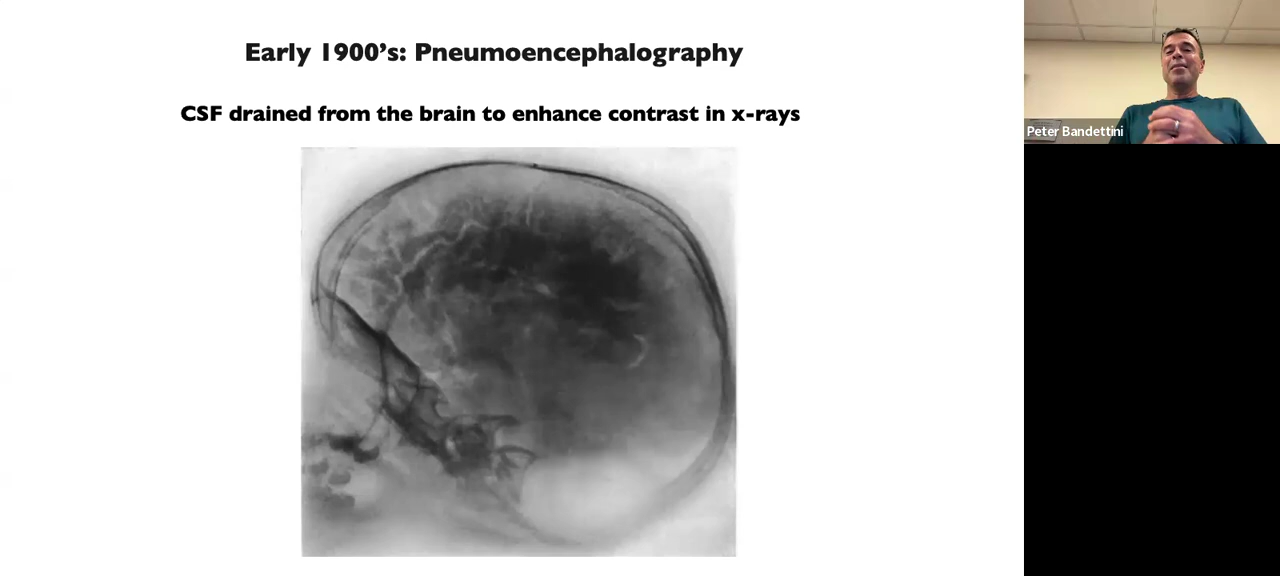 Early 1900’s: Pneumoencephalography
CSF drained from the brain to enhance contrast in x-rays
Peter Bandettini